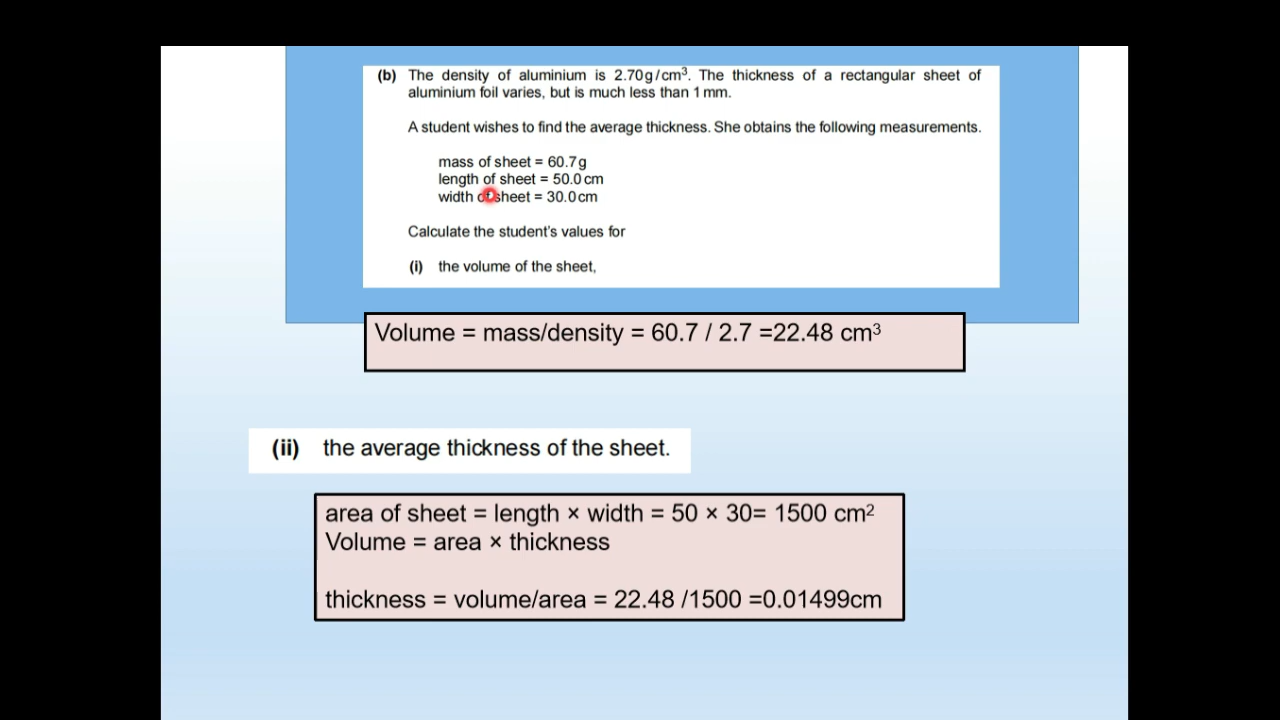 (b) The density of aluminium is 2.70 g/cm³. The thickness of a rectangular sheet of
aluminium foil varies, but is much less than 1 mm.
A student wishes to find the average thickness. She obtains the following measurements.
mass of sheet = 60.7 g
length of sheet = 50.0 cm
width of sheet = 30.0 cm
Calculate the student's values for
(i) the volume of the sheet,
Volume = mass/density = 60.7 / 2.7 =22.48 cm³
(ii) the average thickness of the sheet.
area of sheet = length × width = 50 × 30= 1500 cm²
Volume = area × thickness
thickness = volume/area = 22.48 /1500 =0.01499cm